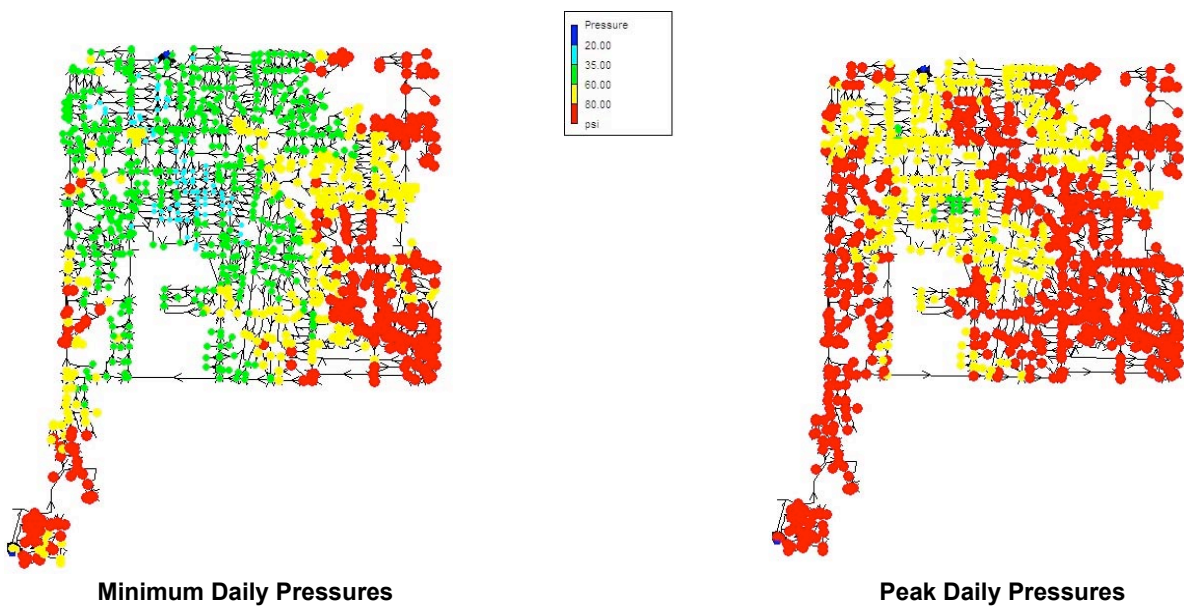 Pressure
20.00
35.00
60.00
80.00
psi
Minimum Daily Pressures
Peak Daily Pressures